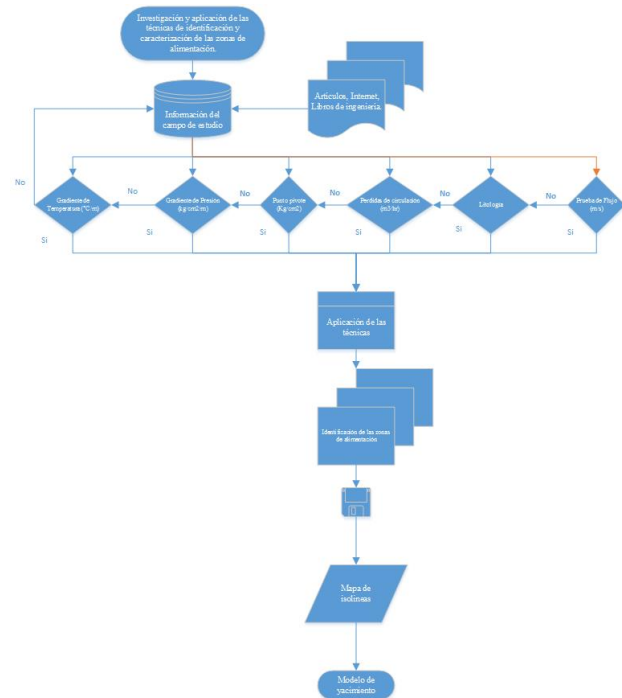 Investigación y aplicación de las
técnicas de identificación y
caracterización de las zonas de
alimentación.
Artículos, Internet,
Libros de ingeniería.
Información del
campo de estudio
No
Gradiente de
Temperatura (°C/m)
No
Gradiente de Presión
(kg/cm2/m)
No
Punto pivote
(Kg/cm2)
No
Perdidas de circulación
(m3/hr)
No
Litología
No
Prueba de Flujo
(m/s)
Si
Si
Si
Si
Si
Si
Aplicación de las
técnicas
Identificación de las zonas
de alimentación
Mapa de
isolíneas
Modelo de
yacimiento